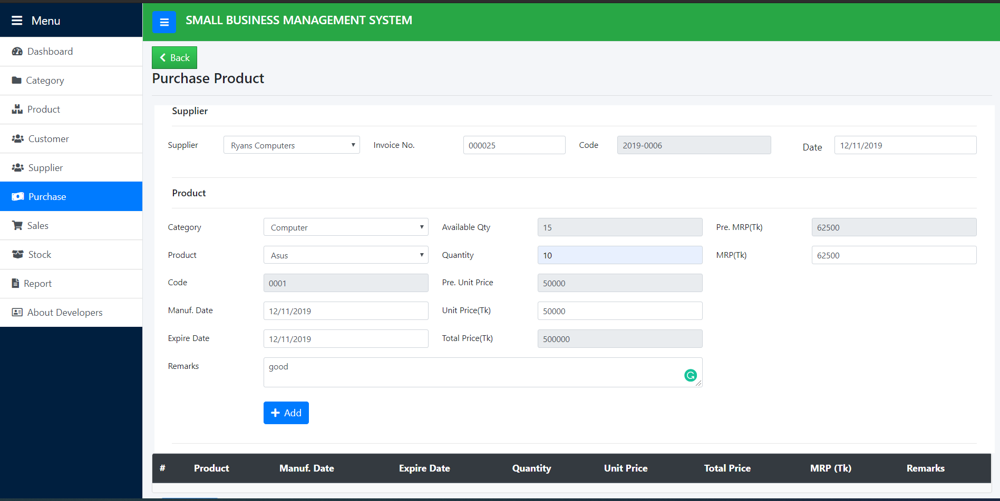 Menu
SMALL BUSINESS MANAGEMENT SYSTEM
Dashboard
Category
Product
Customer
Supplier
Purchase
Sales
Stock
Report
About Developers
Back
Purchase Product
Supplier
Supplier Ryans Computers Invoice No. 000025 Code 2019-0006 Date 12/11/2019
Product
Category Computer Available Qty 15 Pre. MRP(Tk) 62500
Product Asus Quantity 10 MRP(Tk) 62500
Code 0001 Pre. Unit Price 50000
Manuf. Date 12/11/2019 Unit Price(Tk) 50000
Expire Date 12/11/2019 Total Price(Tk) 500000
Remarks good
G
Add
# Product Manuf. Date Expire Date Quantity Unit Price Total Price MRP (Tk) Remarks